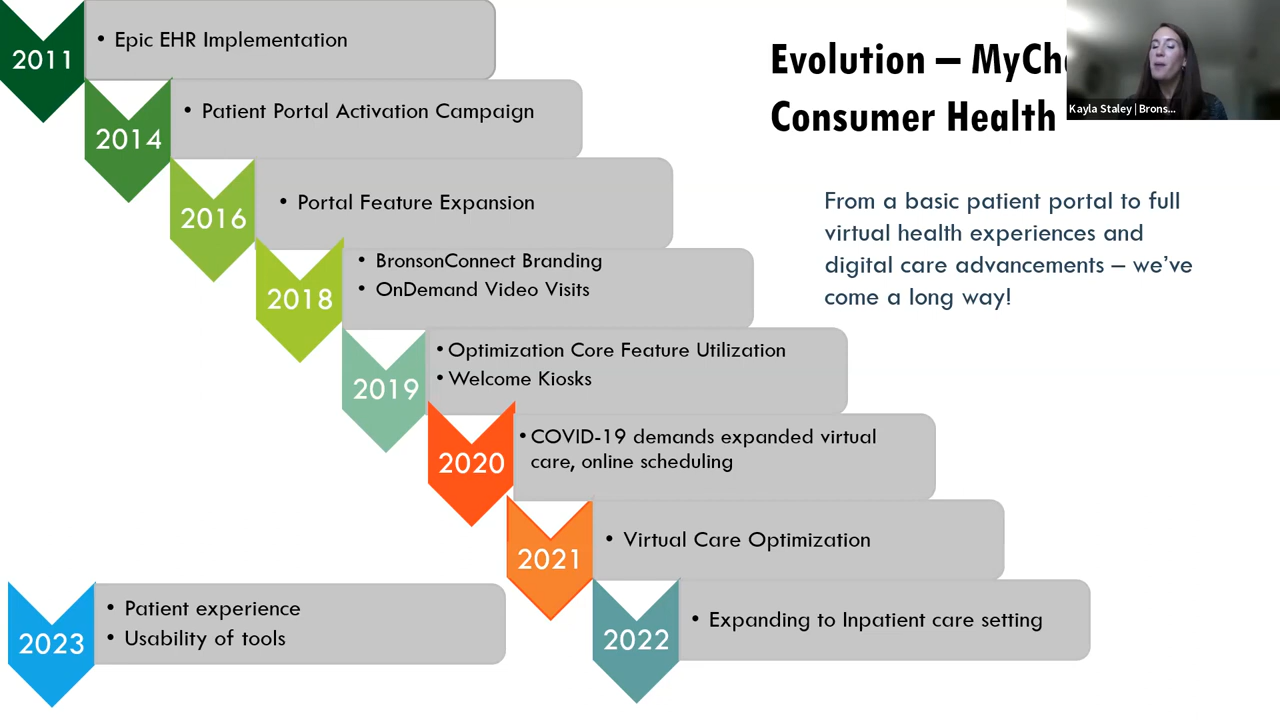 2011
• Epic EHR Implementation
2014
• Patient Portal Activation Campaign
2016
• Portal Feature Expansion
2018
• BronsonConnect Branding
• OnDemand Video Visits
2019
• Optimization Core Feature Utilization
• Welcome Kiosks
2020
• COVID-19 demands expanded virtual
care, online scheduling
2021
• Virtual Care Optimization
2022
• Expanding to Inpatient care setting
2023
• Patient experience
• Usability of tools
Evolution –
Consumer Health
From a basic patient portal to full
virtual health experiences and
digital care advancements – we’ve
come a long way!
Kayla Staley | Brons...